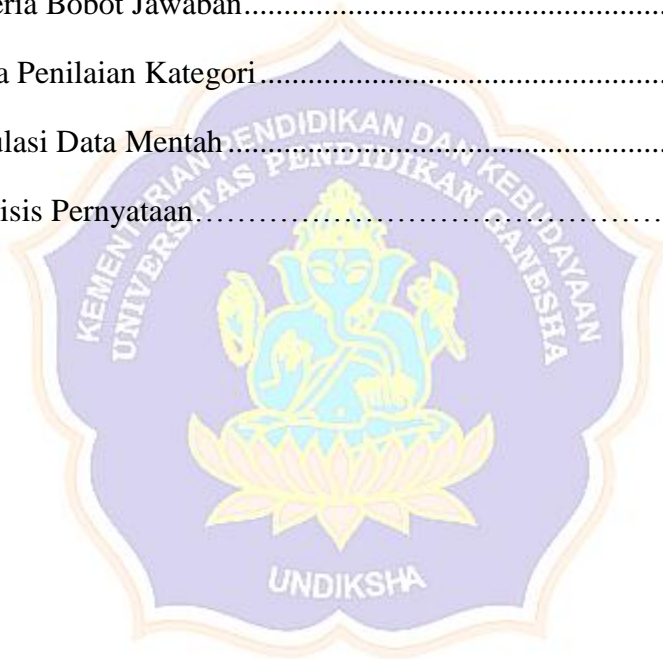 eria Bobot Jawaban.......................................................
a Penilaian Kategori.....................................................
ulasi Data Mentah........................................................
isis Pernyataan……………………………………………
KEMENTERIAN PENDIDIKAN DAN KEBUDAYAAN
UNIVERSITAS PENDIDIKAN GANESHA
UNDIKSHA